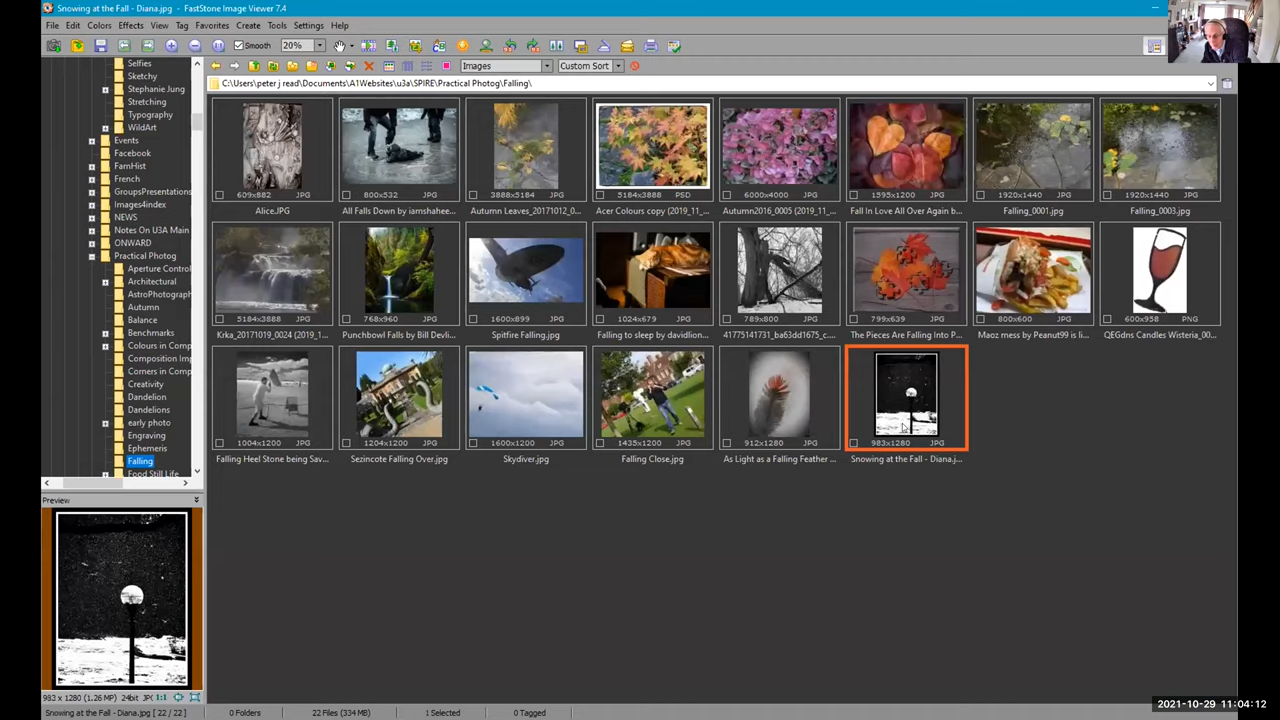 Snowing at the Fall - Diana.jpg - FastStone Image Viewer 7.4
File Edit Colors Effects View Tag Favorites Create Tools Settings Help
Smooth 20%
Images Custom Sort
C:\Users\peter j read\Documents\A1Websites\u3a\SPIRE\Practical Photog\Falling\
Selfies
Sketchy
Stephanie Jung
Stretching
Typography
WildArt
Events
Facebook
FamHist
French
GroupsPresentations
Images4index
NEWS
Notes On U3A Main
ONWARD
Practical Photog
Aperture Control
Architectural
AstroPhotograph
Autumn
Balance
Benchmarks
Colours in Comp
Composition Imp
Corners in Comp
Creativity
Dandelion
Dandelions
early photo
Engraving
Ephemeris
Falling
Food Still Life
609x882 JPG
800x532 JPG
3888x5184 JPG
5184x3888 PSD
6000x4000 JPG
1595x1200 JPG
1920x1440 JPG
1920x1440 JPG
Alice.JPG
All Falls Down by iamshahee...
Autumn Leaves_20171012_0...
Acer Colours copy (2019_11_...
Autumn2016_0005 (2019_11...
Fall In Love All Over Again b...
Falling_0001.jpg
Falling_0003.jpg
5184x3888 JPG
768x960 JPG
1600x899 JPG
1024x679 JPG
789x800 JPG
799x639 JPG
800x600 JPG
600x958 PNG
Krka_20171019_0024 (2019_1...
Punchbowl Falls by Bill Devli...
Spitfire Falling.jpg
Falling to sleep by davidlion...
41775141731_ba63dd1675_c...
The Pieces Are Falling Into P...
Maoz mess by Peanut99 is li...
QEGdns Candles Wisteria_00...
1004x1200 JPG
1204x1200 JPG
1600x1200 JPG
1435x1200 JPG
912x1280 JPG
983x1280 JPG
Falling Heel Stone being Sav...
Sezincote Falling Over.jpg
Skydiver.jpg
Falling Close.jpg
As Light as a Falling Feather ...
Snowing at the Fall - Diana.j...
Preview
983 x 1280 (1.26 MP) 24bit JPG 1:1
Snowing at the Fall - Diana.jpg [ 22 / 22 ]
0 Folders
22 Files (334 MB)
1 Selected
0 Tagged
2021-10-29 11:04:12